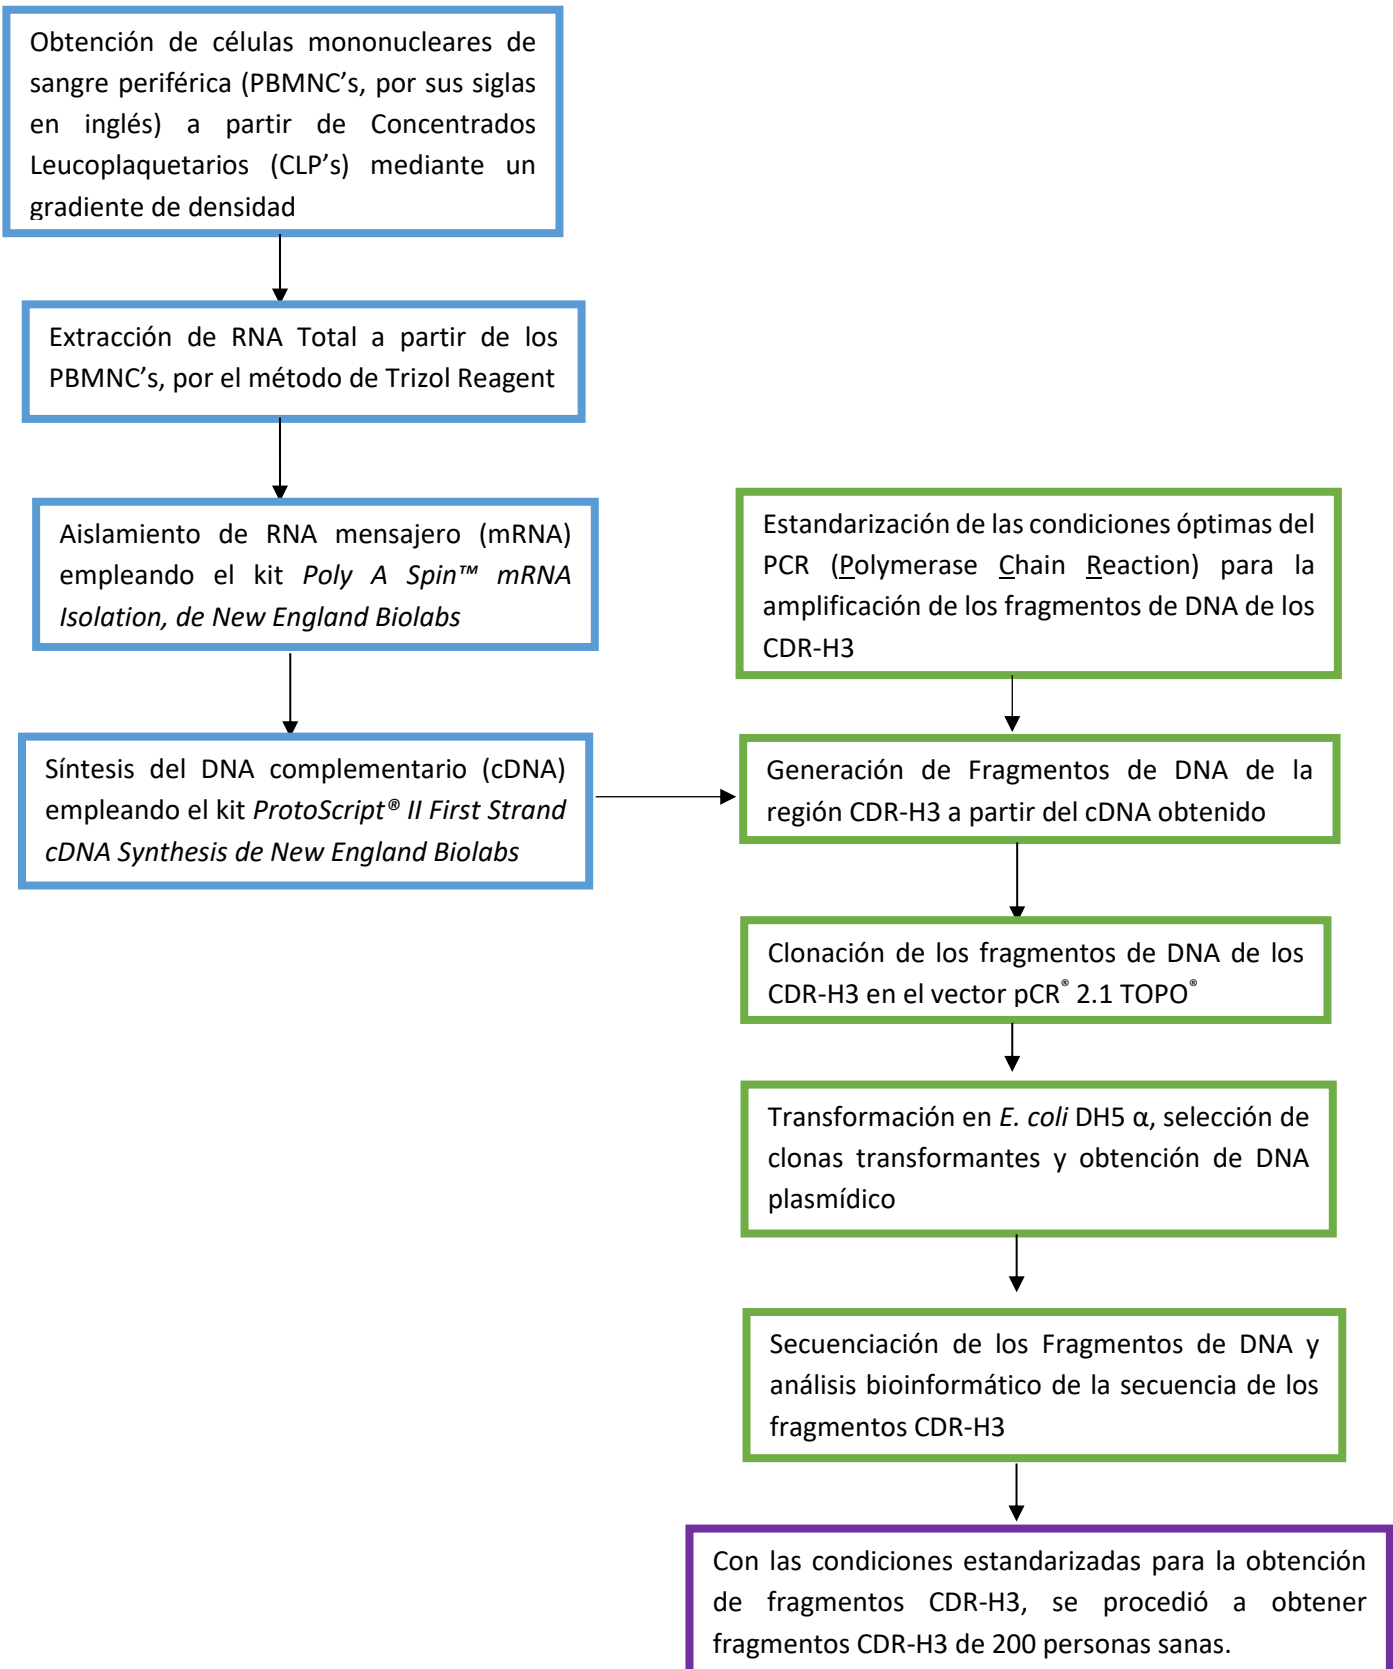 Obtención de células mononucleares de
sangre periférica (PBMNC’s, por sus siglas
en inglés) a partir de Concentrados
Leucoplaquetarios (CLP’s) mediante un
gradiente de densidad
Extracción de RNA Total a partir de los
PBMNC’s, por el método de Trizol Reagent
Aislamiento de RNA mensajero (mRNA)
empleando el kit Poly A Spin™ mRNA
Isolation, de New England Biolabs
Síntesis del DNA complementario (cDNA)
empleando el kit ProtoScript® II First Strand
cDNA Synthesis de New England Biolabs
Estandarización de las condiciones óptimas del
PCR (Polymerase Chain Reaction) para la
amplificación de los fragmentos de DNA de los
CDR-H3
Generación de Fragmentos de DNA de la
región CDR-H3 a partir del cDNA obtenido
Clonación de los fragmentos de DNA de los
CDR-H3 en el vector pCR® 2.1 TOPO®
Transformación en E. coli DH5 α, selección de
clonas transformantes y obtención de DNA
plasmídico
Secuenciación de los Fragmentos de DNA y
análisis bioinformático de la secuencia de los
fragmentos CDR-H3
Con las condiciones estandarizadas para la obtención
de fragmentos CDR-H3, se procedió a obtener
fragmentos CDR-H3 de 200 personas sanas.